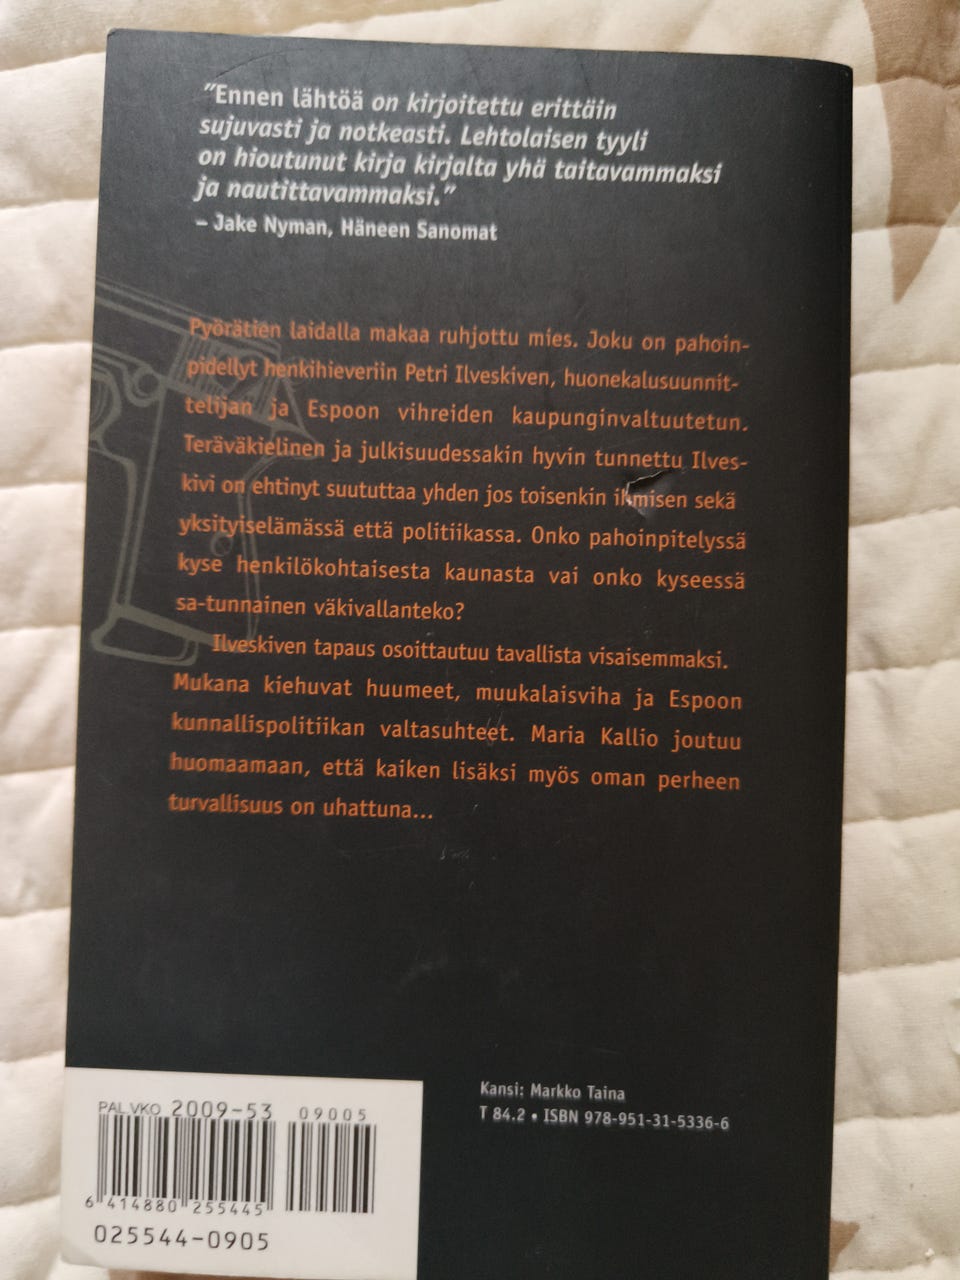 "Ennen lähtöä on kirjoitettu erittäin
sujuvasti ja notkeasti. Lehtolaisen tyyli
on hioutunut kirja kirjalta yhä taitavammaksi
ja nautittavammaksi."
– Jake Nyman, Häneen Sanomat
Pyörätien laidalla makaa ruhjottu mies. Joku on pahoin-
pidellyt henkihieveriin Petri Ilveskiven, huonekalusuunnit-
telijan ja Espoon vihreiden kaupunginvaltuutetun.
Teräväkielinen ja julkisuudessakin hyvin tunnettu Ilves-
kivi on ehtinyt suututtaa yhden jos toisenkin ihmisen sekä
yksityiselämässä että politiikassa. Onko pahoinpitelyssä
kyse henkilökohtaisesta kaunasta vai onko kyseessä
sa-tunnainen väkivallanteko?
Ilveskiven tapaus osoittautuu tavallista visaisemmaksi.
Mukana kiehuvat huumeet, muukalaisviha ja Espoon
kunnallispolitiikan valtasuhteet. Maria Kallio joutuu
huomaamaan, että kaiken lisäksi myös oman perheen
turvallisuus on uhattuna...
Kansi: Markko Taina
T 84.2 • ISBN 978-951-31-5336-6
PAL.VKO 2009-53 09005
6 414880 255445
025544-0905